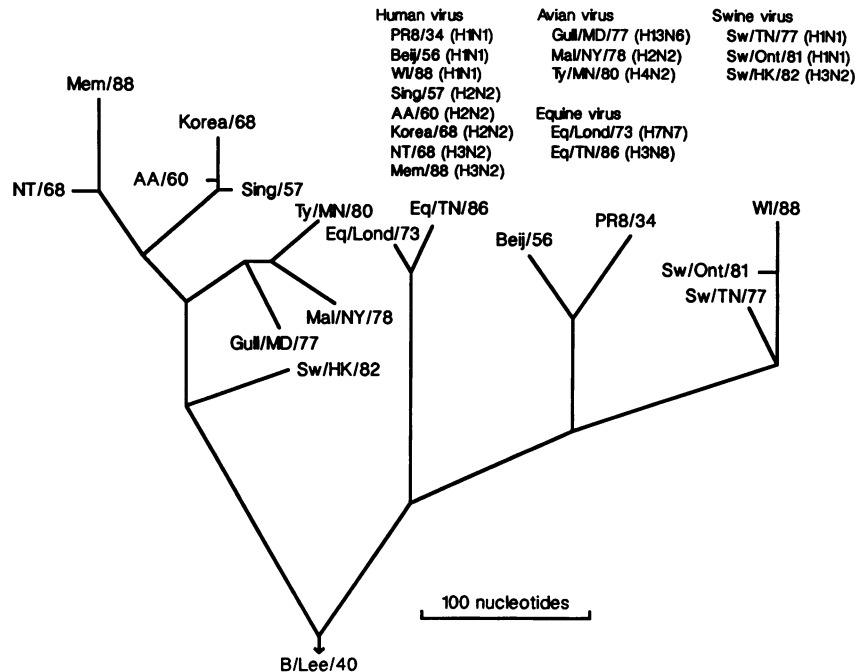 Human virus
PR8/34 (H1N1)
Beij/56 (H1N1)
WI/88 (H1N1)
Sing/57 (H2N2)
AA/60 (H2N2)
Korea/68 (H2N2)
NT/68 (H3N2)
Mem/88 (H3N2)
Avian virus
Gull/MD/77 (H13N6)
Mal/NY/78 (H2N2)
Ty/MN/80 (H4N2)
Equine virus
Eq/Lond/73 (H7N7)
Eq/TN/86 (H3N8)
Swine virus
Sw/TN/77 (H1N1)
Sw/Ont/81 (H1N1)
Sw/HK/82 (H3N2)
Mem/88
Korea/68
NT/68
AA/60
Sing/57
Ty/MN/80
Eq/Lond/73
Eq/TN/86
Beij/56
PR8/34
WI/88
Sw/Ont/81
Sw/TN/77
Mal/NY/78
Gull/MD/77
Sw/HK/82
100 nucleotides
B/Lee/40